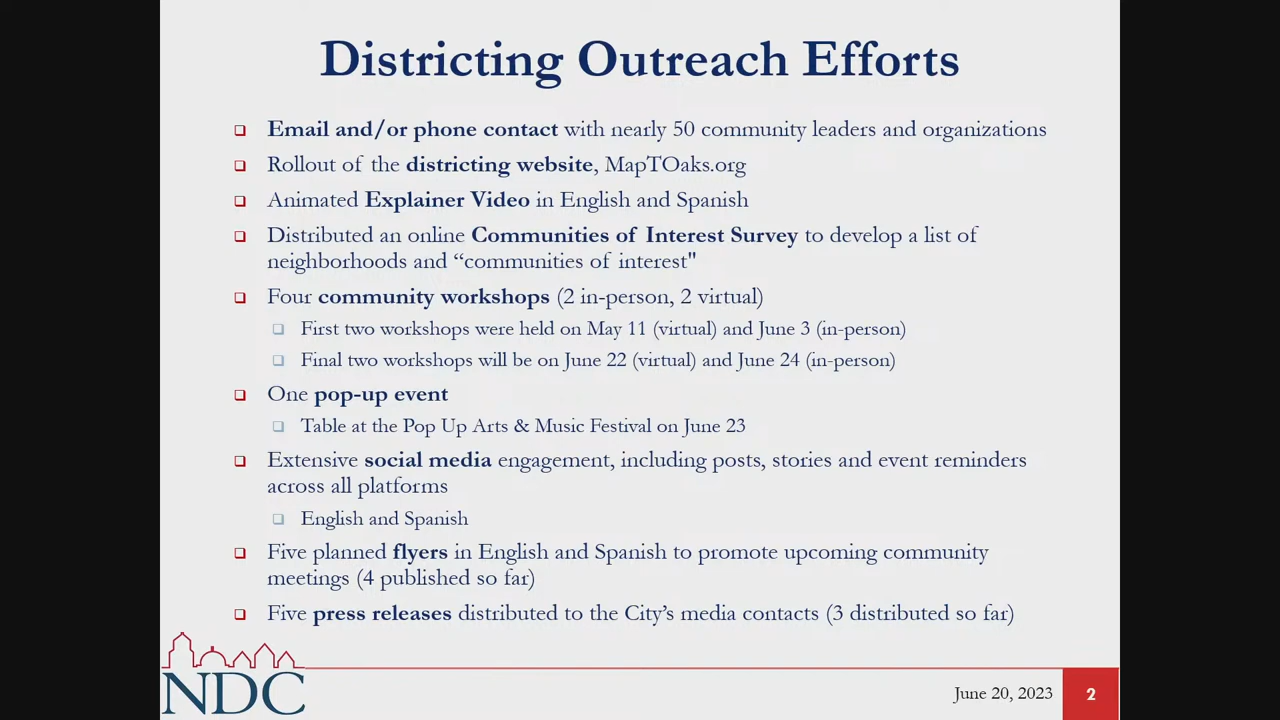 Districting Outreach Efforts
Email and/or phone contact with nearly 50 community leaders and organizations
Rollout of the districting website, MapTOaks.org
Animated Explainer Video in English and Spanish
Distributed an online Communities of Interest Survey to develop a list of
neighborhoods and “communities of interest"
Four community workshops (2 in-person, 2 virtual)
First two workshops were held on May 11 (virtual) and June 3 (in-person)
Final two workshops will be on June 22 (virtual) and June 24 (in-person)
One pop-up event
Table at the Pop Up Arts & Music Festival on June 23
Extensive social media engagement, including posts, stories and event reminders
across all platforms
English and Spanish
Five planned flyers in English and Spanish to promote upcoming community
meetings (4 published so far)
Five press releases distributed to the City’s media contacts (3 distributed so far)
NDC
June 20, 2023
2